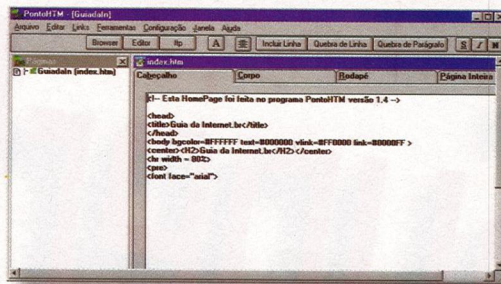 PontoHTM - [GuiadaIn]
Arquivo Editar Links Ferramentas Configuração Janela Ajuda
Browser Editor ftp A Incluir Linha Quebra de Linha Quebra de Parágrafo S I N
Páginas index.htm
GuiadaIn (index.htm) Cabeçalho Corpo Rodapé Página Inteira
<!-- Esta HomePage foi feita no programa PontoHTM versão 1.4 -->
<head>
<title>Guia da Internet.br</title>
</head>
<body bgcolor=#FFFFFF text=#000000 vlink=#FF0000 link=#0000FF >
<center><H2>Guia da Internet.br</H2></center>
<hr width = 80%>
<pre>
<font face="arial">